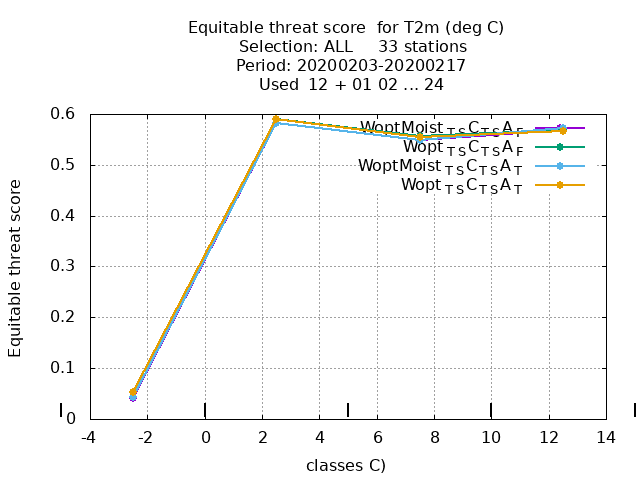 Equitable threat score for T2m (deg C)
Selection: ALL 33 stations
Period: 20200203-20200217
Used 12 + 01 02 ... 24
WoptMoist TS C TS A F
Wopt TS C TS A F
WoptMoist TS C TS A T
Wopt TS C TS A T
Equitable threat score
0.6
0.5
0.4
0.3
0.2
0.1
0
-4 -2 0 2 4 6 8 10 12 14
classes C)